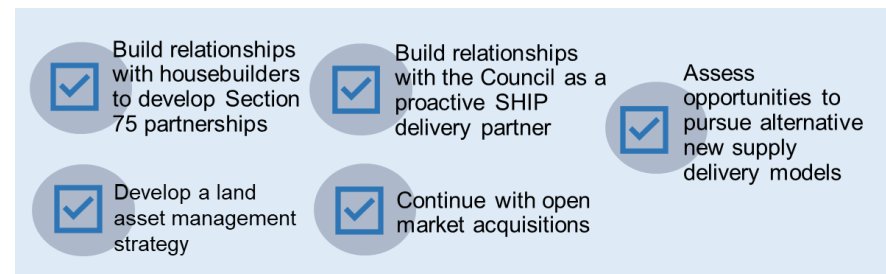 Build relationships
with housebuilders
to develop Section
75 partnerships
Build relationships
with the Council as a
proactive SHIP
delivery partner
Assess
opportunities to
pursue alternative
new supply
delivery models
Develop a land
asset management
strategy
Continue with open
market acquisitions